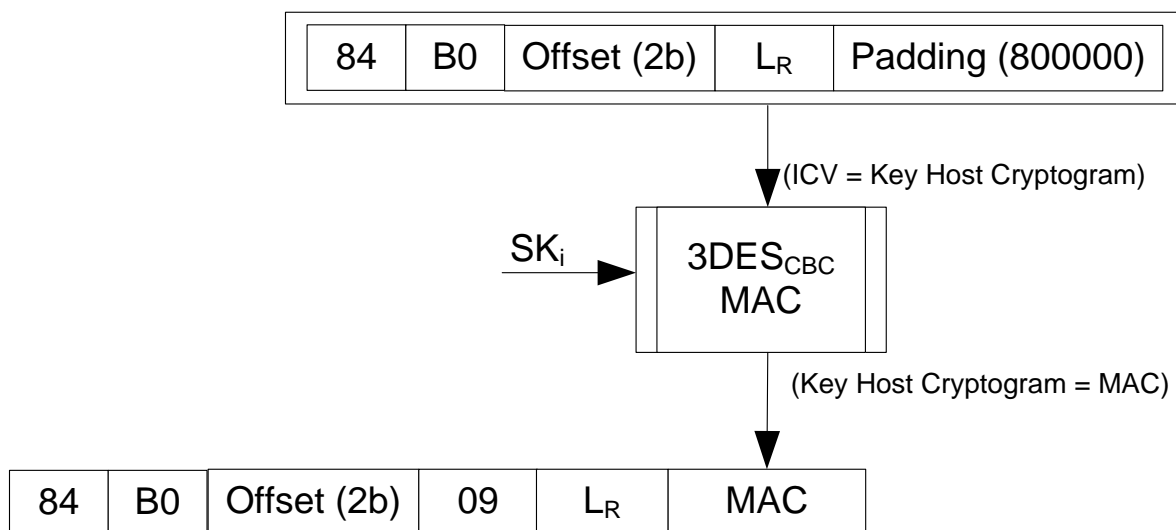 84 B0 Offset (2b) LR Padding (800000)
(ICV = Key Host Cryptogram)
SKi
3DESCBC
MAC
(Key Host Cryptogram = MAC)
84 B0 Offset (2b) 09 LR MAC